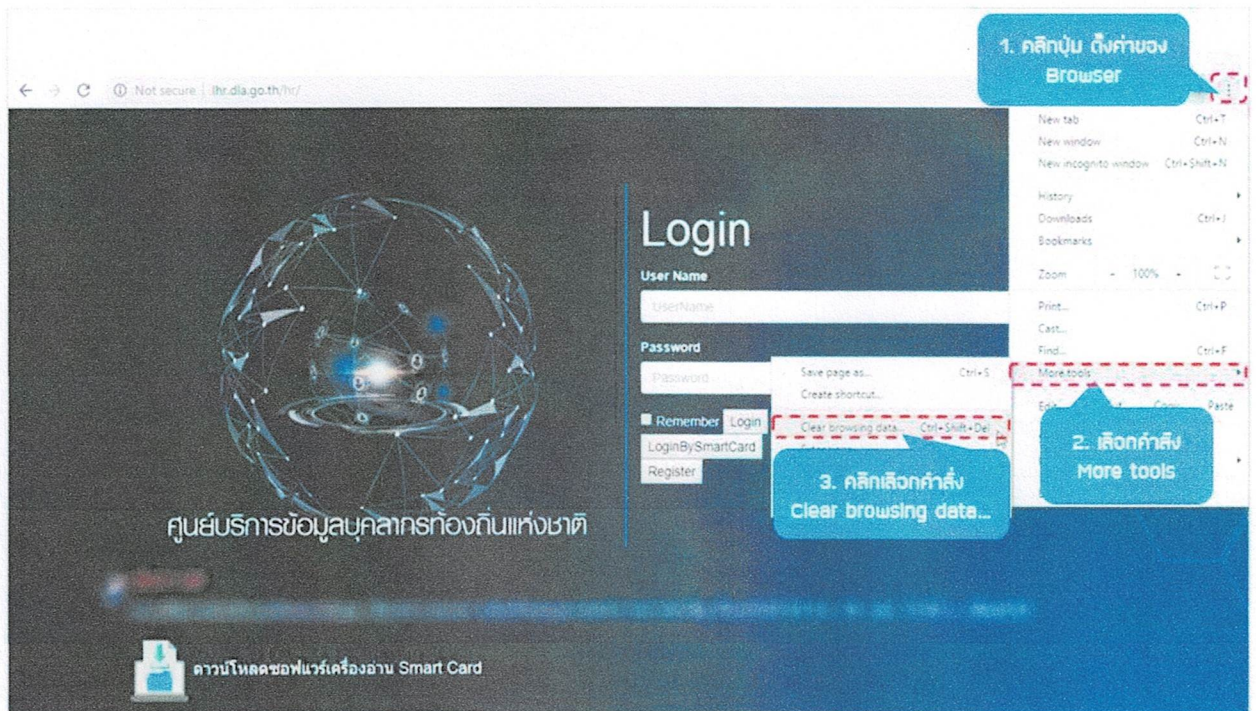 1. คลิกปุ่ม ตั้งค่าของ
Browser
Not secure | lhr.dla.go.th/hr/
New tab Ctrl+T
New window Ctrl+N
New incognito window Ctrl+Shift+N
History
Downloads Ctrl+J
Bookmarks
Zoom - 100% +
Print... Ctrl+P
Cast...
Find... Ctrl+F
More tools
Copy Paste
Login
User Name
UserName
Password
Password
Remember Login
LoginBySmartCard
Register
Save page as... Ctrl+S
Create shortcut...
Clear browsing data... Ctrl+Shift+Del
2. เลือกคำสั่ง
More tools
3. คลิกเลือกคำสั่ง
Clear browsing data...
ศูนย์บริการข้อมูลบุคลากรท้องถิ่นแห่งชาติ
ดาวน์โหลดซอฟแวร์เครื่องอ่าน Smart Card